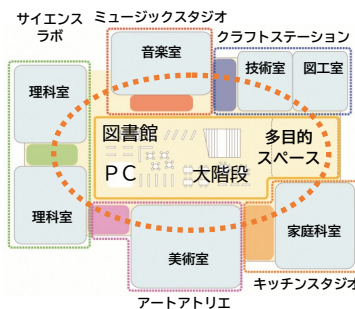 サイエンス
ラボ
ミュージックスタジオ
クラフトステーション
音楽室
技術室
図工室
理科室
図書館
多目的
スペース
PC
大階段
理科室
美術室
家庭科室
アートアトリエ
キッチンスタジオ